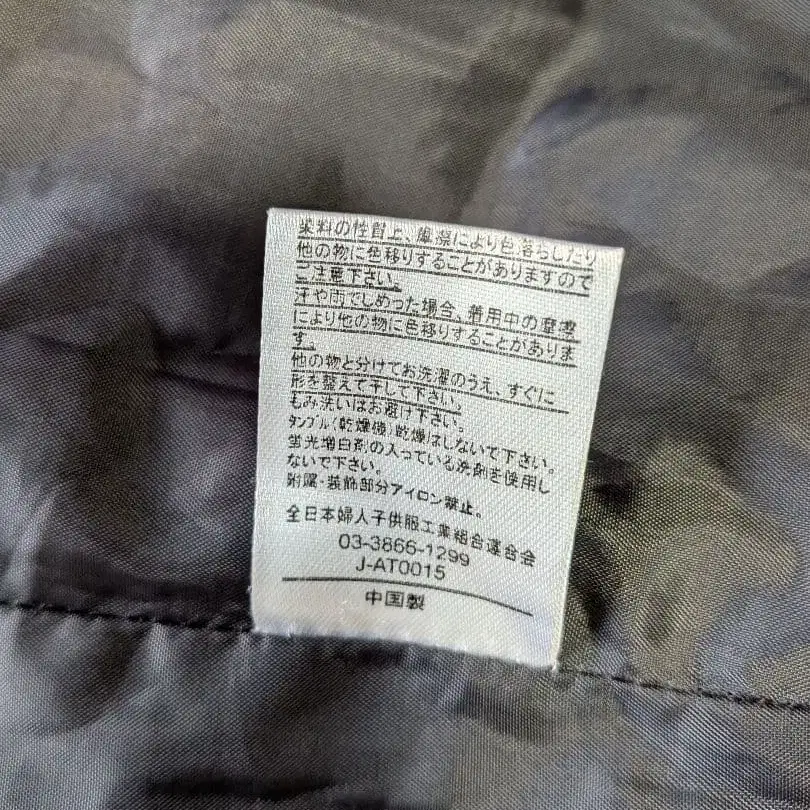 染料の性質上、摩擦により色落ちしたり
他の物に色移りすることがありますので
ご注意下さい。
汗や雨でしめった場合、着用中の摩擦
により他の物に色移りすることがありま
す。
他の物と分けてお洗濯のうえ、すぐに
形を整えて干して下さい。
もみ洗いはお避け下さい。
タンブル(乾燥機)乾燥はしないで下さい。
蛍光増白剤の入っている洗剤を使用し
ないで下さい。
附属・装飾部分アイロン禁止。
全日本婦人子供服工業組合連合会
03-3866-1299
J-AT0015
中国製